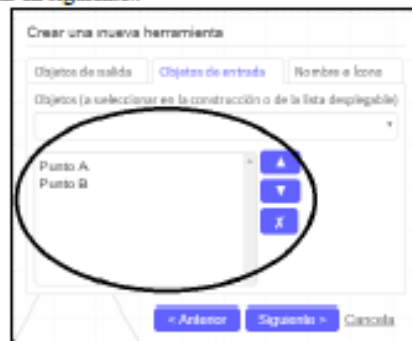 Crear una nueva herramienta
Objetos de salida Objetos de entrada Nombre e Ícono
Objetos (a seleccionar en la construcción o de la lista desplegable)
Punto A
Punto B
X
< Anterior Siguiente > Cancela